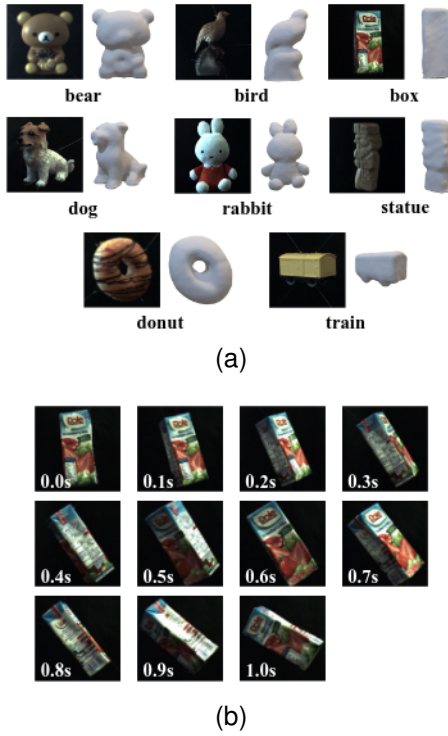 bear
bird
box
dog
rabbit
statue
donut
train
(a)
Dole
0.0s
0.1s
0.2s
0.3s
0.4s
0.5s
0.6s
0.7s
0.8s
0.9s
1.0s
(b)